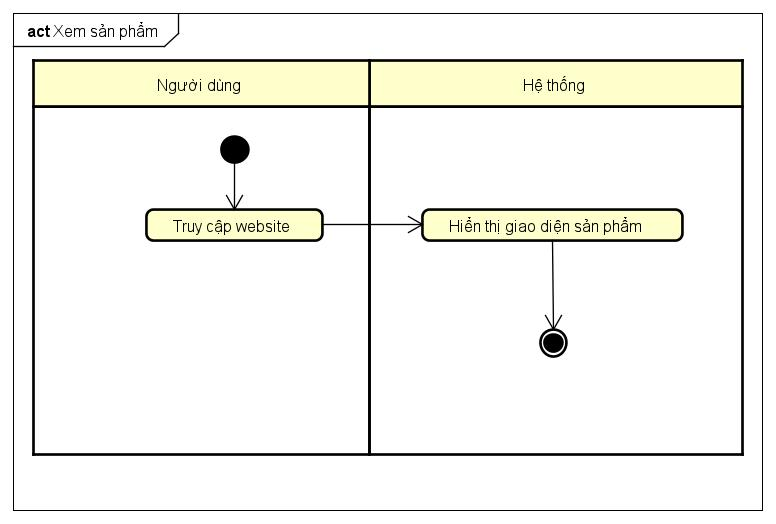 act Xem sản phẩm
Người dùng
Hệ thống
Truy cập website
Hiển thị giao diện sản phẩm